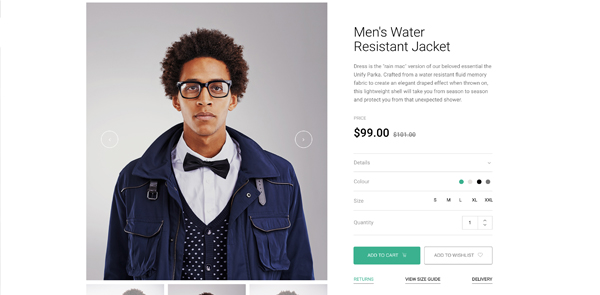 Men's Water
Resistant Jacket
Dress is the "rain mac" version of our beloved essential the
Unify Parka. Crafted from a water resistant fluid memory
fabric to create an elegant draped effect when thrown on,
this lightweight shell will take you from season to season
and protect you from that unexpected shower.
PRICE
$99.00 $101.00
Details
Colour
Size S M L XL XXL
Quantity 1
ADD TO CART ADD TO WISHLIST
RETURNS VIEW SIZE GUIDE DELIVERY